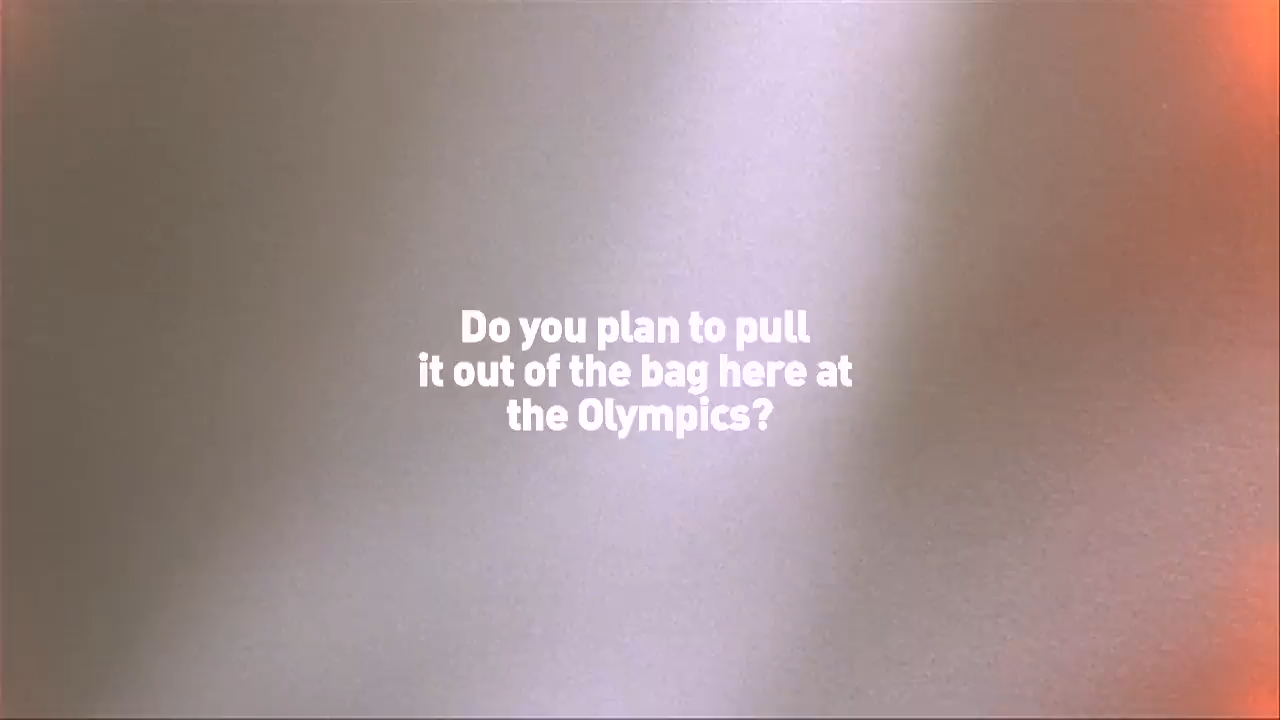 Do you plan to pull
it out of the bag here at
the Olympics?